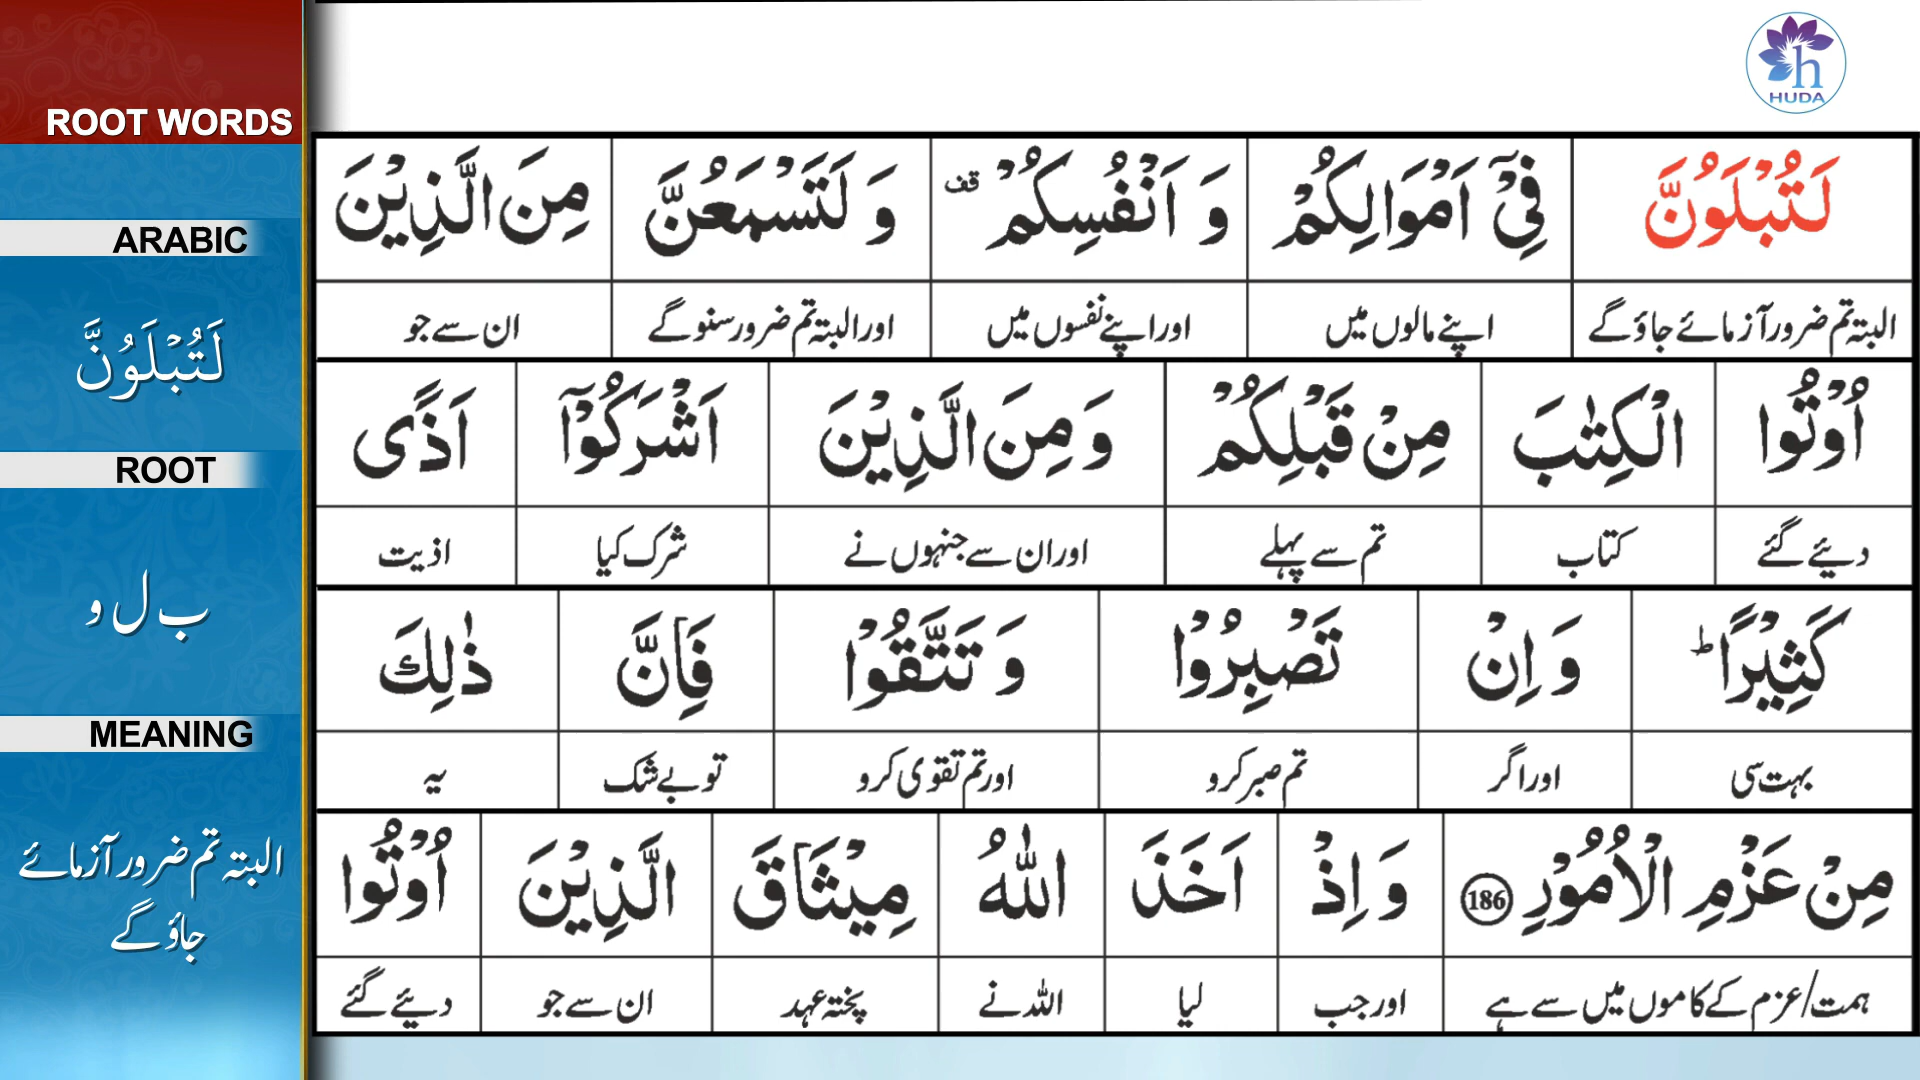 ROOT WORDS
ARABIC
لَتُبْلَوُنَّ
ROOT
ب ل و
MEANING
البتہ تم ضرور آزمائے
جاؤ گے
h
HUDA
لَتُبْلَوُنَّ فِيْۤ اَمْوَالِكُمْ وَ اَنْفُسِكُمْ قف وَ لَتَسْمَعُنَّ مِنَ الَّذِيْنَ
البتہ تم ضرور آزمائے جاؤ گے اپنے مالوں میں اور اپنے نفسوں میں اور البتہ تم ضرور سنو گے ان سے جو
اُوْتُوا الْكِتٰبَ مِنْ قَبْلِكُمْ وَ مِنَ الَّذِيْنَ اَشْرَكُوْۤا اَذًى
دیئے گئے کتاب تم سے پہلے اور ان سے جنہوں نے شرک کیا اذیت
كَثِيْرًا ؕ وَ اِنْ تَصْبِرُوْا وَ تَتَّقُوْا فَاِنَّ ذٰلِكَ
بہت سی اور اگر تم صبر کرو اور تم تقوی کرو تو بے شک یہ
مِنْ عَزْمِ الْاُمُوْرِ 186 وَ اِذْ اَخَذَ اللّٰهُ مِيْثَاقَ الَّذِيْنَ اُوْتُوا
ہمت/عزم کے کاموں میں سے ہے اور جب لیا اللہ نے پختہ عہد ان سے جو دیئے گئے